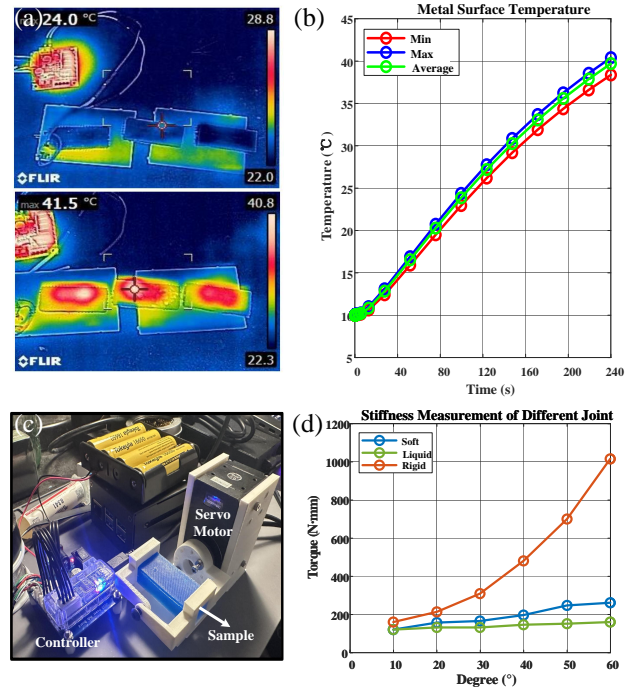 (a)
max 24.0 °C
28.8
22.0
FLIR
max 41.5 °C
40.8
22.3
FLIR
(b)
Metal Surface Temperature
Min
Max
Average
Temperature (℃)
45
40
35
30
25
20
15
10
5
0 40 80 120 160 200 240
Time (s)
(c)
Tokeyla 18650
Servo
Motor
Controller
Sample
(d)
Stiffness Measurement of Different Joint
Soft
Liquid
Rigid
Torque (N·mm)
1200
1000
800
600
400
200
0
0 10 20 30 40 50 60
Degree (°)